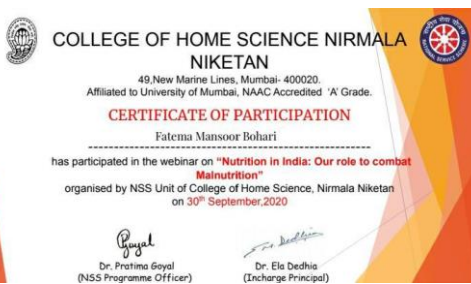 COLLEGE OF HOME SCIENCE NIRMALA
NIKETAN
49,New Marine Lines, Mumbai- 400020.
Affiliated to University of Mumbai, NAAC Accredited 'A' Grade.
CERTIFICATE OF PARTICIPATION
Fatema Mansoor Bohari
has participated in the webinar on "Nutrition in India: Our role to combat
Malnutrition"
organised by NSS Unit of College of Home Science, Nirmala Niketan
on 30th September,2020
Goyal
Dr. Pratima Goyal
(NSS Programme Officer)
Dr. Ela Dedhia
(Incharge Principal)